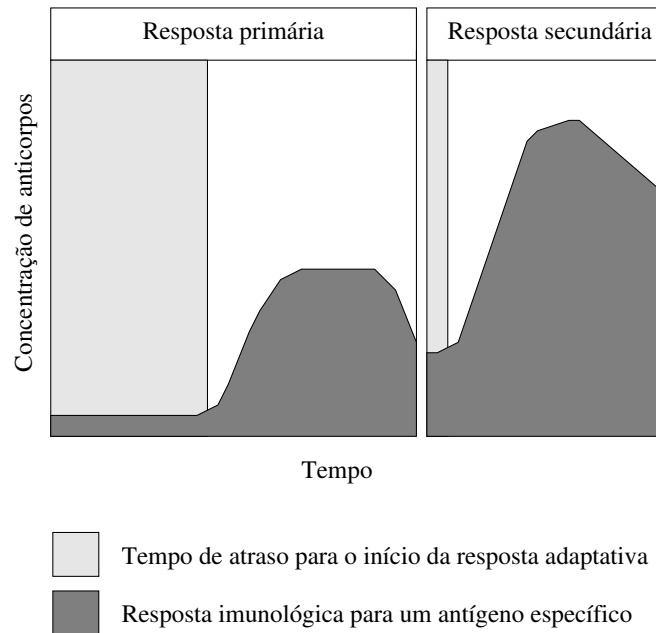 Resposta primária
Resposta secundária
Concentração de anticorpos
Tempo
Tempo de atraso para o início da resposta adaptativa
Resposta imunológica para um antígeno específico